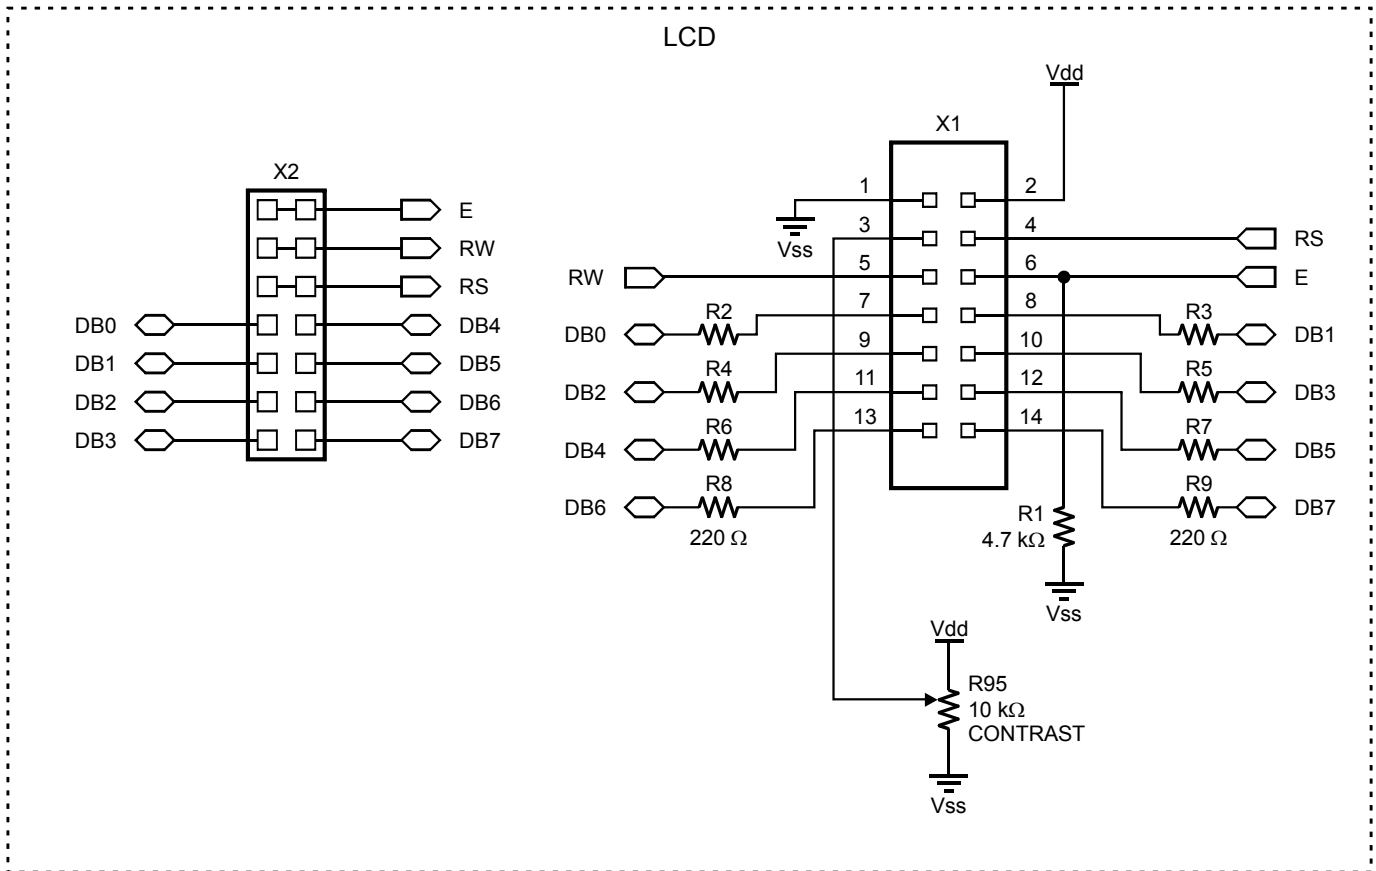 LCD
X2
E
RW
RS
DB0
DB4
DB1
DB5
DB2
DB6
DB3
DB7
Vdd
X1
1
2
Vss
3
4
RS
RW
5
6
E
7
8
DB0
R2
R3
DB1
9
10
DB2
R4
R5
DB3
11
12
DB4
R6
R7
DB5
13
14
DB6
R8
220 Ω
R9
220 Ω
DB7
R1
4.7 kΩ
Vss
Vdd
R95
10 kΩ
CONTRAST
Vss